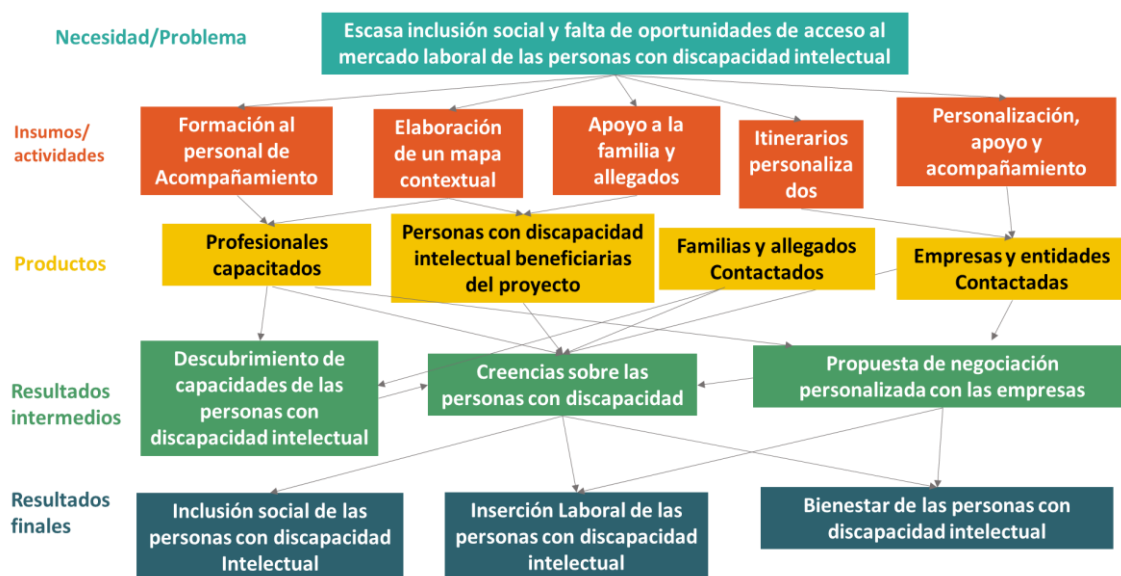 Necesidad/Problema
Escasa inclusión social y falta de oportunidades de acceso al
mercado laboral de las personas con discapacidad intelectual
Insumos/
actividades
Formación al
personal de
Acompañamiento
Elaboración
de un mapa
contextual
Apoyo a la
familia y
allegados
Itinerarios
personaliza
dos
Personalización,
apoyo y
acompañamiento
Productos
Profesionales
capacitados
Personas con discapacidad
intelectual beneficiarias
del proyecto
Familias y allegados
Contactados
Empresas y entidades
Contactadas
Resultados
intermedios
Descubrimiento de
capacidades de las
personas con
discapacidad intelectual
Creencias sobre las
personas con discapacidad
Propuesta de negociación
personalizada con las empresas
Resultados
finales
Inclusión social de las
personas con discapacidad
Intelectual
Inserción Laboral de las
personas con discapacidad
intelectual
Bienestar de las personas con
discapacidad intelectual